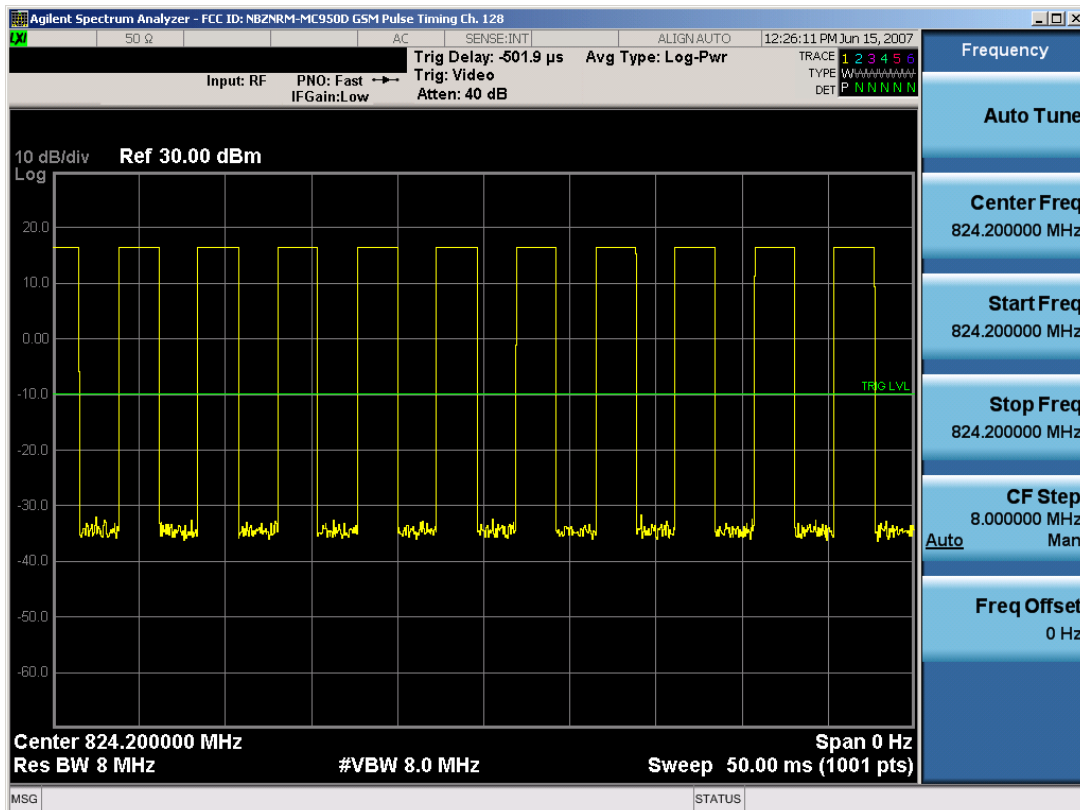 Agilent Spectrum Analyzer - FCC ID: NBZNRM-MC950D GSM Pulse Timing Ch. 128
LXI 50 Ω AC SENSE:INT ALIGN AUTO 12:26:11 PM Jun 15, 2007
Input: RF PNO: Fast IFGain:Low
Trig Delay: -501.9 µs Trig: Video Atten: 40 dB
Avg Type: Log-Pwr
TRACE 1 2 3 4 5 6
TYPE WWWWWW
DET P N N N N N
10 dB/div Ref 30.00 dBm
Log
20.0
10.0
0.00
TRIG LVL
-10.0
-20.0
-30.0
-40.0
-50.0
-60.0
Center 824.200000 MHz Span 0 Hz
Res BW 8 MHz #VBW 8.0 MHz Sweep 50.00 ms (1001 pts)
MSG STATUS
Frequency
Auto Tune
Center Freq
824.200000 MHz
Start Freq
824.200000 MHz
Stop Freq
824.200000 MHz
CF Step
8.000000 MHz
Auto Man
Freq Offset
0 Hz